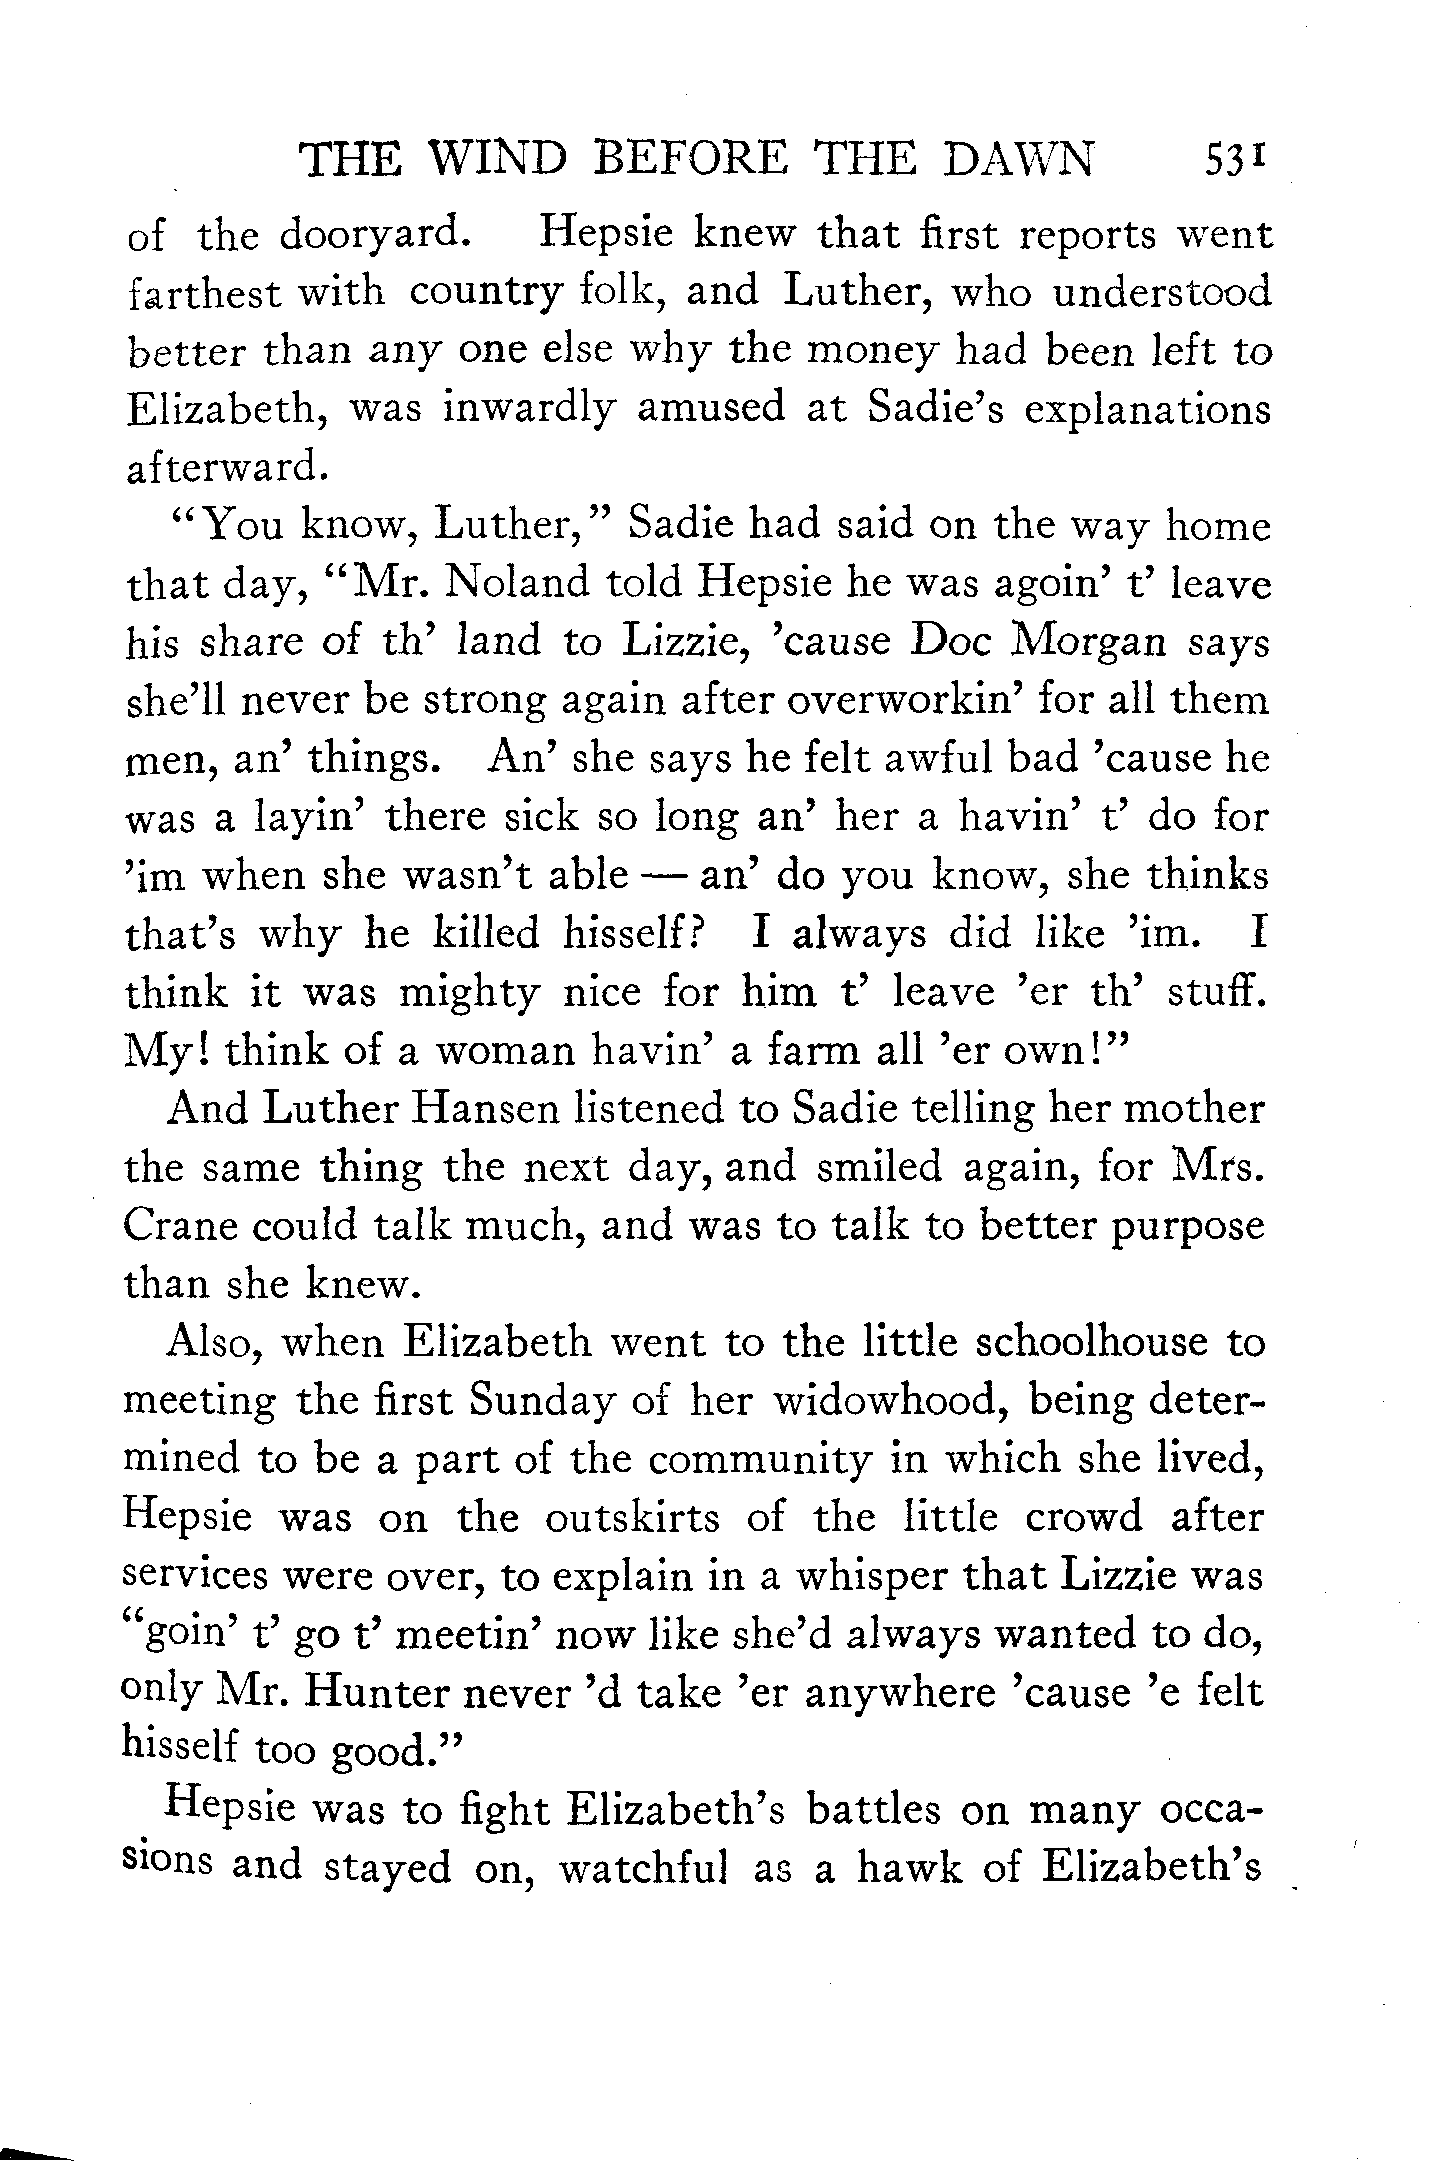 THE WIND BEFORE THE DAWN 531
of the dooryard. Hepsie knew that first reports went
farthest with country folk, and Luther, who understood
better than any one else why the money had been left to
Elizabeth, was inwardly amused at Sadie's explanations
afterward.
"You know, Luther," Sadie had said on the way home
that day, "Mr. Noland told Hepsie he was agoin' t' leave
his share of th' land to Lizzie, 'cause Doc Morgan says
she'll never be strong again after overworkin' for all them
men, an' things. An' she says he felt awful bad 'cause he
was a layin' there sick so long an' her a havin' t' do for
'im when she wasn't able — an' do you know, she thinks
that's why he killed hisself? I always did like 'im. I
think it was mighty nice for him t' leave 'er th' stuff.
My! think of a woman havin' a farm all 'er own!"
And Luther Hansen listened to Sadie telling her mother
the same thing the next day, and smiled again, for Mrs.
Crane could talk much, and was to talk to better purpose
than she knew.
Also, when Elizabeth went to the little schoolhouse to
meeting the first Sunday of her widowhood, being deter-
mined to be a part of the community in which she lived,
Hepsie was on the outskirts of the little crowd after
services were over, to explain in a whisper that Lizzie was
"goin' t' go t' meetin' now like she'd always wanted to do,
only Mr. Hunter never 'd take 'er anywhere 'cause 'e felt
hisself too good."
Hepsie was to fight Elizabeth's battles on many occa-
sions and stayed on, watchful as a hawk of Elizabeth's